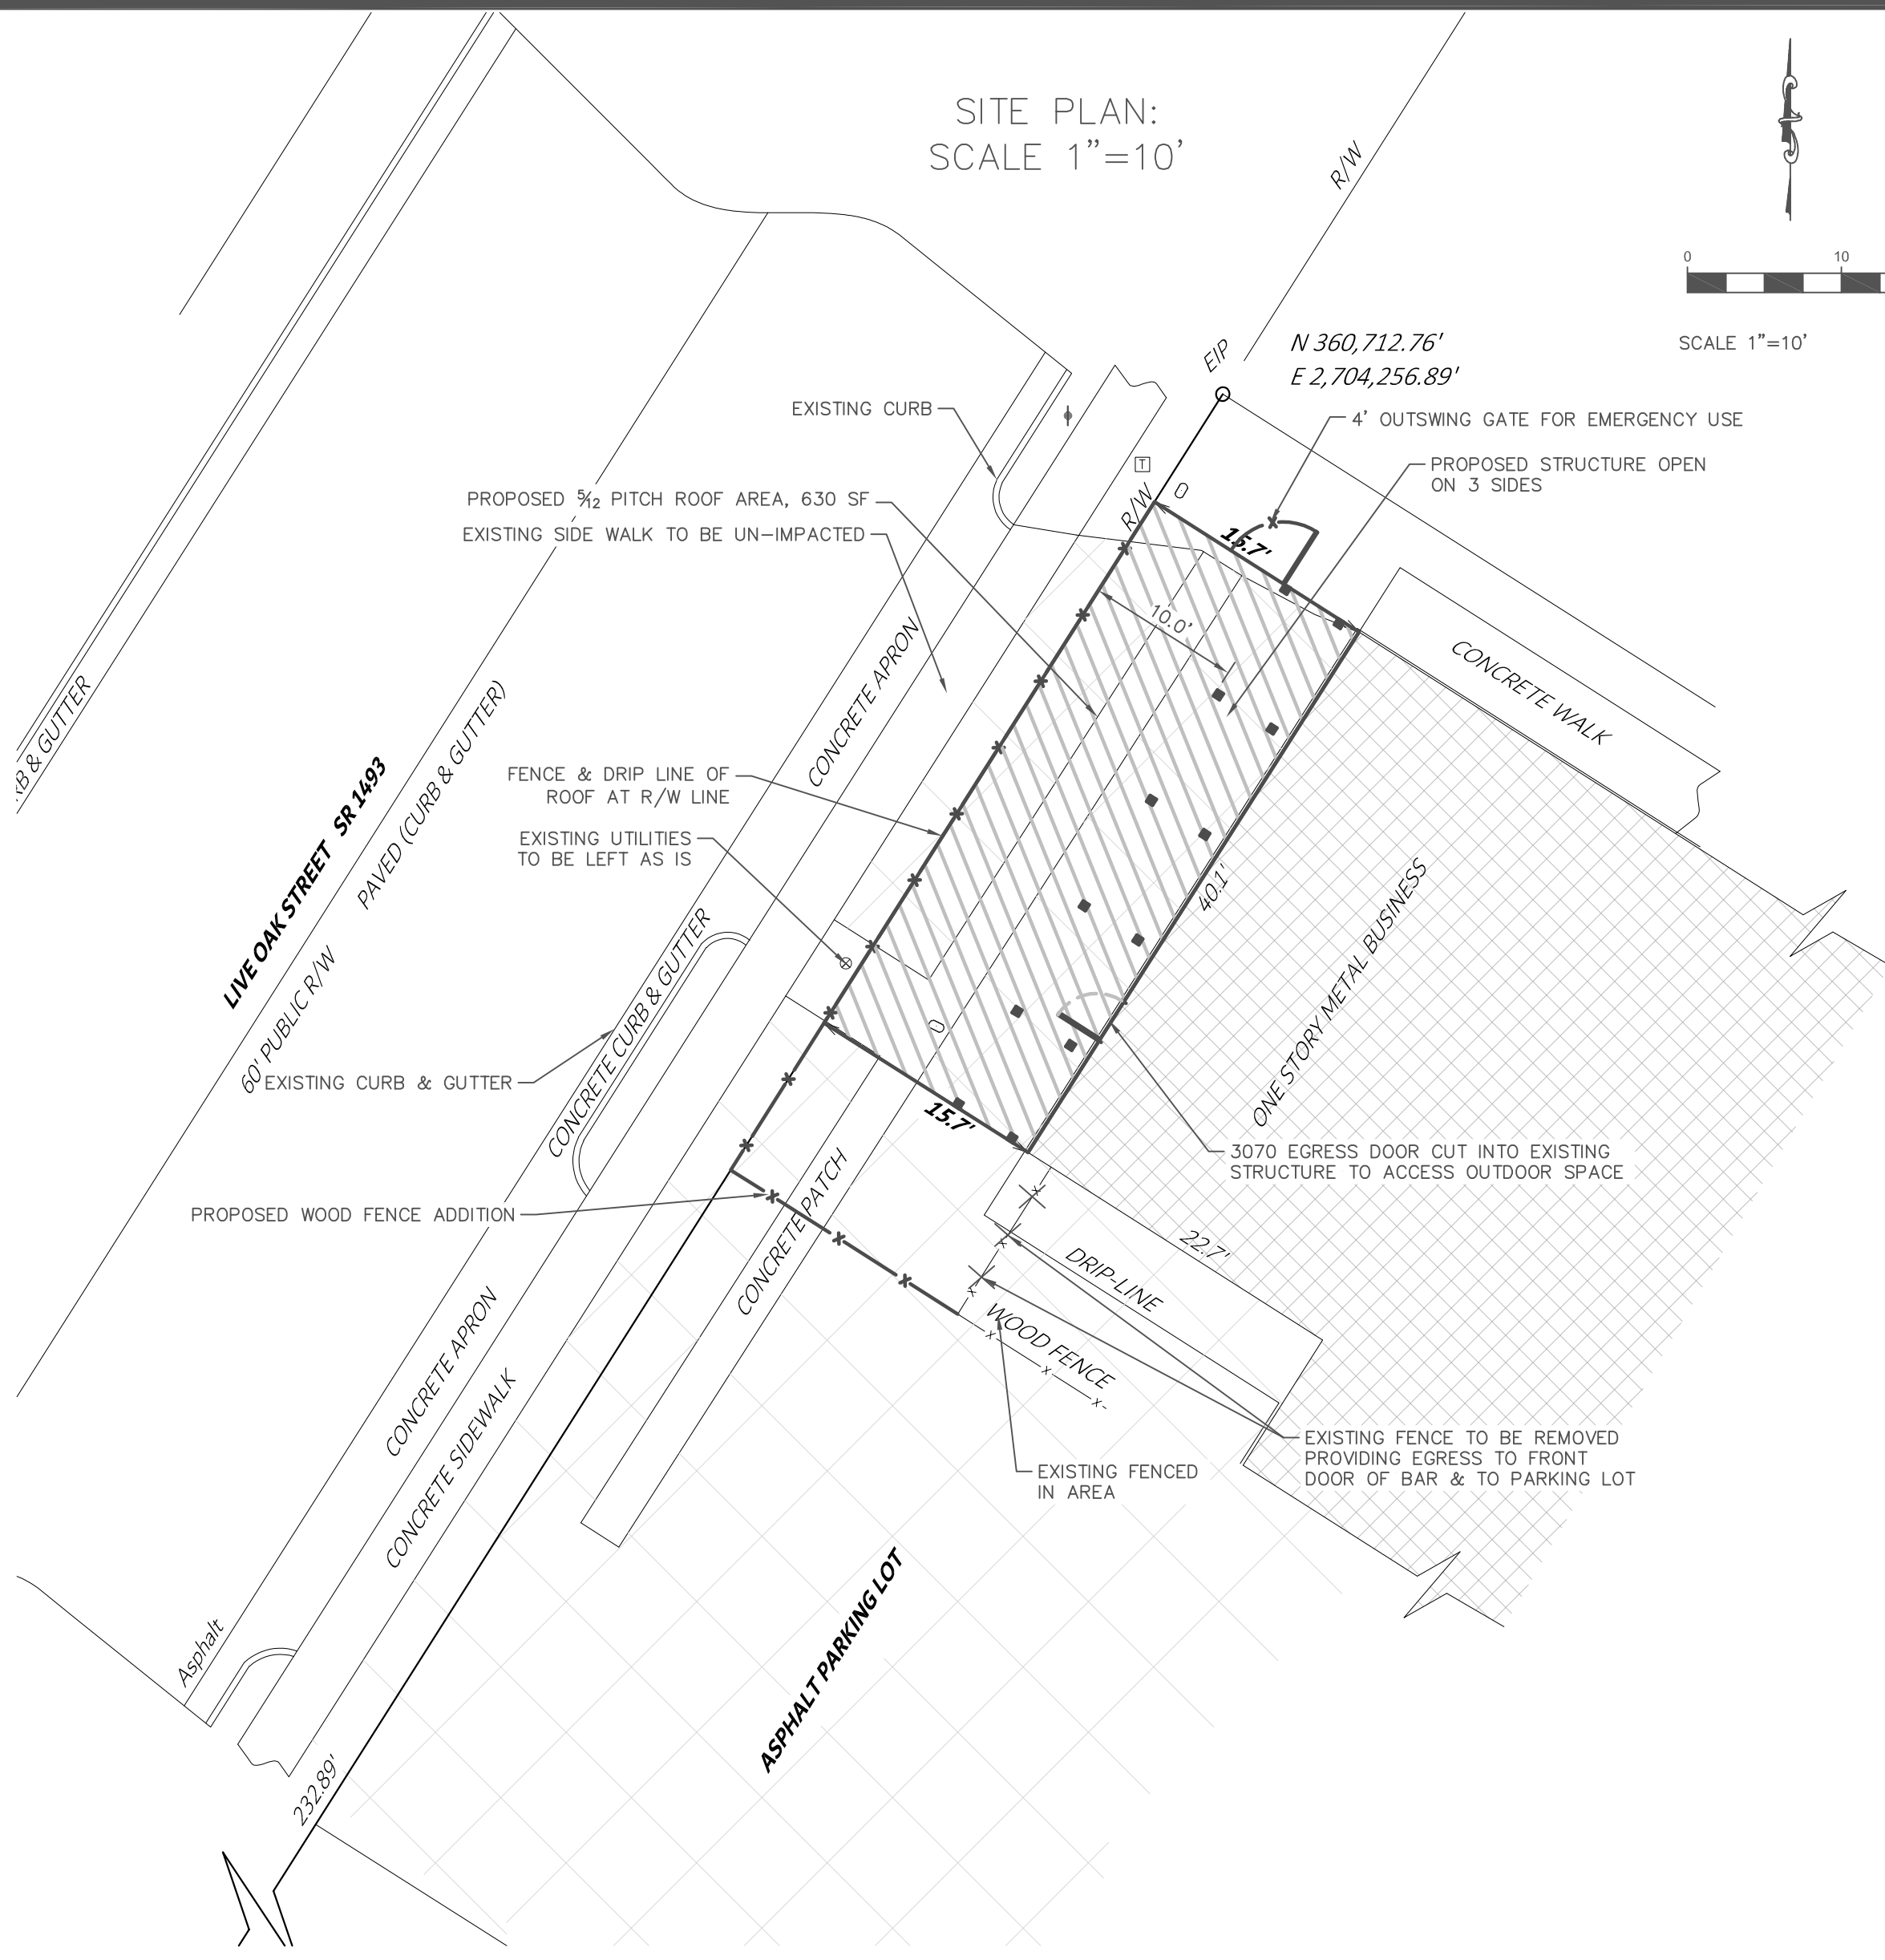 SITE PLAN:
SCALE 1"=10'
R/W
0 10
SCALE 1"=10'
EIP
N 360,712.76'
E 2,704,256.89'
EXISTING CURB
4' OUTSWING GATE FOR EMERGENCY USE
PROPOSED STRUCTURE OPEN
ON 3 SIDES
T
PROPOSED 5/12 PITCH ROOF AREA, 630 SF
EXISTING SIDE WALK TO BE UN-IMPACTED
R/W
15.7'
10.0'
CONCRETE WALK
CONCRETE APRON
RB & GUTTER
LIVE OAK STREET SR 1493
PAVED (CURB & GUTTER)
60' PUBLIC R/W
FENCE & DRIP LINE OF
ROOF AT R/W LINE
EXISTING UTILITIES
TO BE LEFT AS IS
40.1'
ONE STORY METAL BUSINESS
CONCRETE CURB & GUTTER
EXISTING CURB & GUTTER
15.7'
3070 EGRESS DOOR CUT INTO EXISTING
STRUCTURE TO ACCESS OUTDOOR SPACE
PROPOSED WOOD FENCE ADDITION
CONCRETE PATCH
22.7'
DRIP-LINE
WOOD FENCE
CONCRETE APRON
CONCRETE SIDEWALK
EXISTING FENCE TO BE REMOVED
PROVIDING EGRESS TO FRONT
DOOR OF BAR & TO PARKING LOT
EXISTING FENCED
IN AREA
Asphalt
ASPHALT PARKING LOT
232.89'